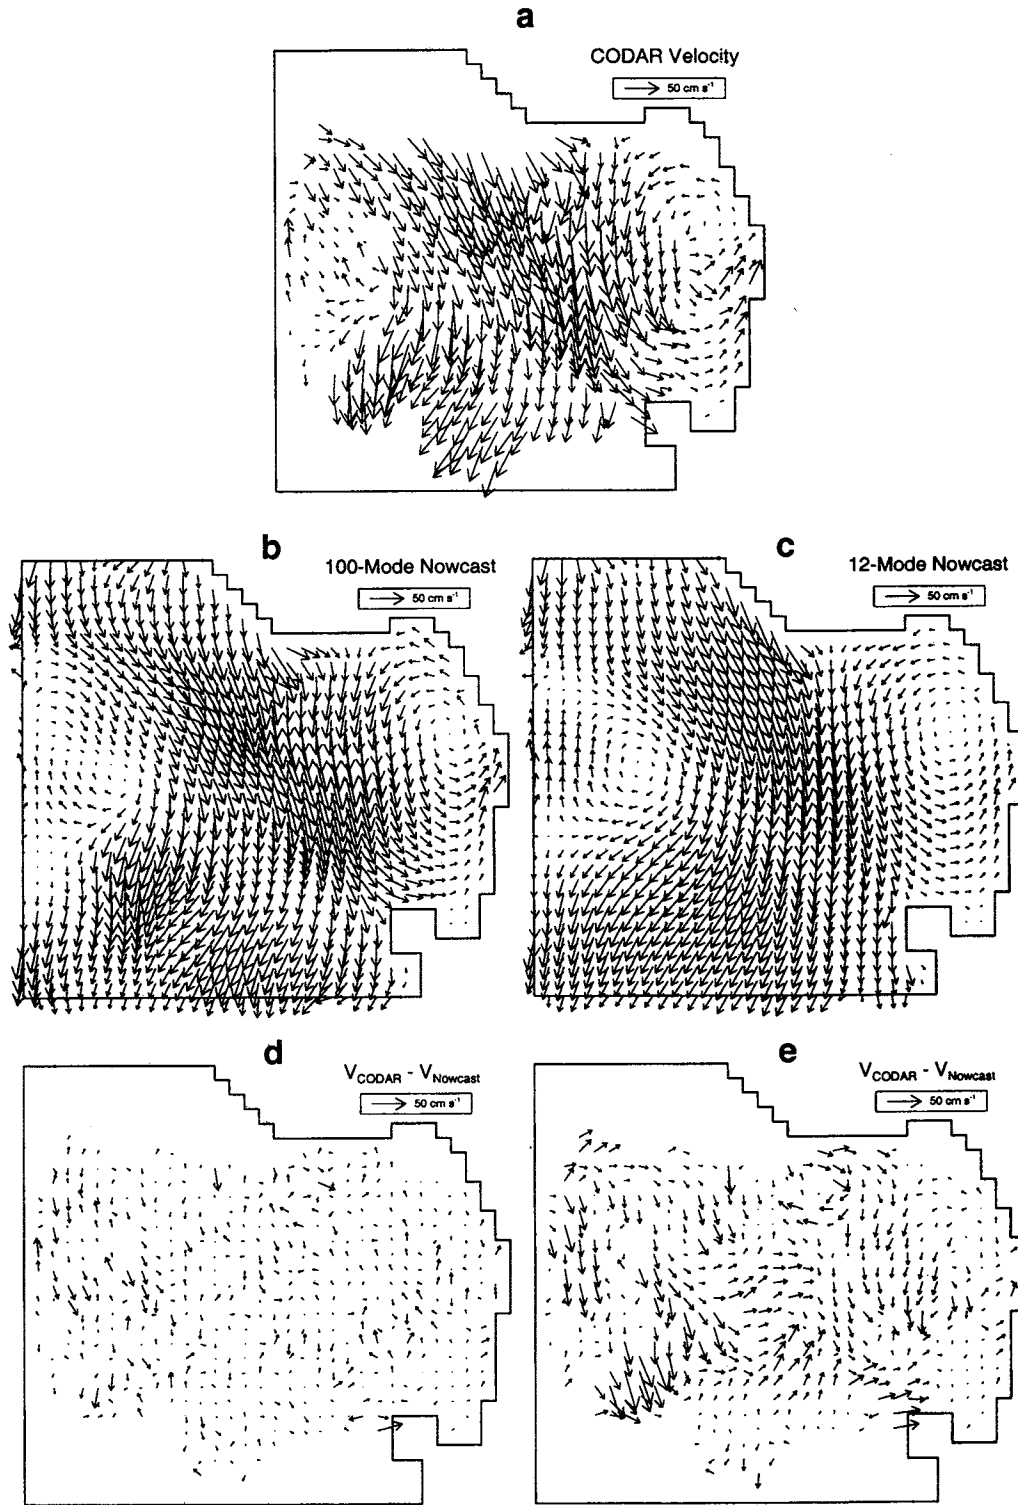 a
CODAR Velocity
50 cm s⁻¹
b
100-Mode Nowcast
50 cm s⁻¹
c
12-Mode Nowcast
50 cm s⁻¹
d
V_CODAR - V_Nowcast
50 cm s⁻¹
e
V_CODAR - V_Nowcast
50 cm s⁻¹